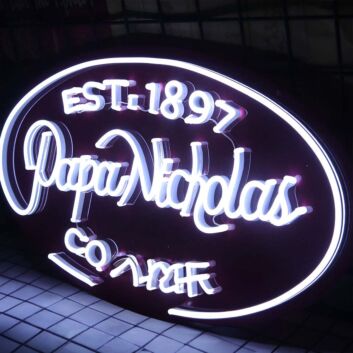 EST. 1897
Papa Nicholas